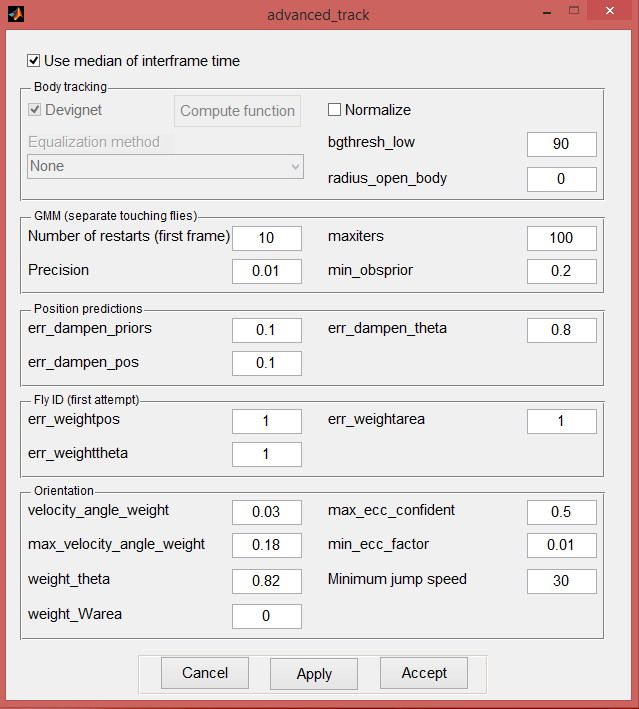 advanced_track
Use median of interframe time
Body tracking
Devignet
Compute function
Normalize
Equalization method
None
bgthresh_low 90
radius_open_body 0
GMM (separate touching flies)
Number of restarts (first frame) 10 maxiters 100
Precision 0.01 min_obsprior 0.2
Position predictions
err_dampen_priors 0.1 err_dampen_theta 0.8
err_dampen_pos 0.1
Fly ID (first attempt)
err_weightpos 1 err_weightarea 1
err_weighttheta 1
Orientation
velocity_angle_weight 0.03 max_ecc_confident 0.5
max_velocity_angle_weight 0.18 min_ecc_factor 0.01
weight_theta 0.82 Minimum jump speed 30
weight_Warea 0
Cancel Apply Accept